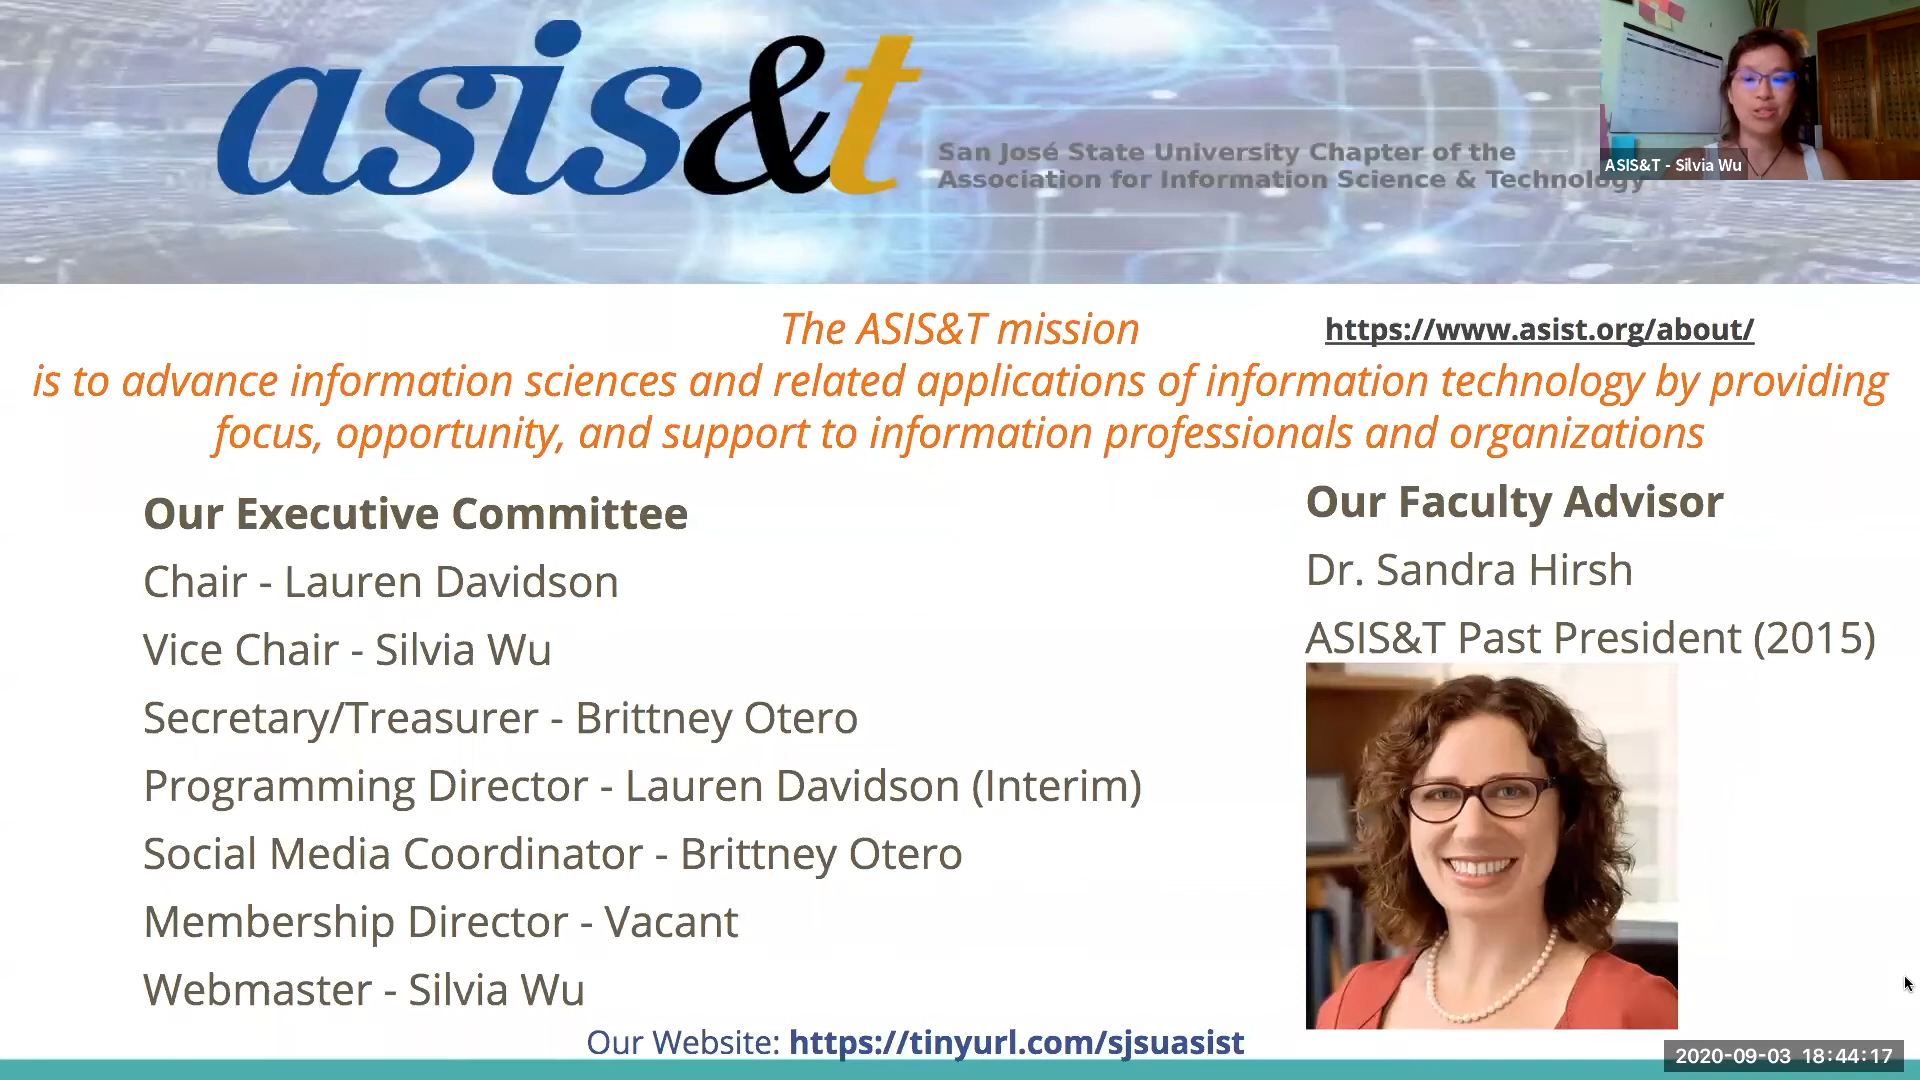 asis&t
San José State University Chapter of the
Association for Information Science & Technology
ASIS&T - Silvia Wu
The ASIS&T mission
https://www.asist.org/about/
is to advance information sciences and related applications of information technology by providing
focus, opportunity, and support to information professionals and organizations
Our Executive Committee
Chair - Lauren Davidson
Vice Chair - Silvia Wu
Secretary/Treasurer - Brittney Otero
Programming Director - Lauren Davidson (Interim)
Social Media Coordinator - Brittney Otero
Membership Director - Vacant
Webmaster - Silvia Wu
Our Faculty Advisor
Dr. Sandra Hirsh
ASIS&T Past President (2015)
Our Website: https://tinyurl.com/sjsuasist
2020-09-03 18:44:17